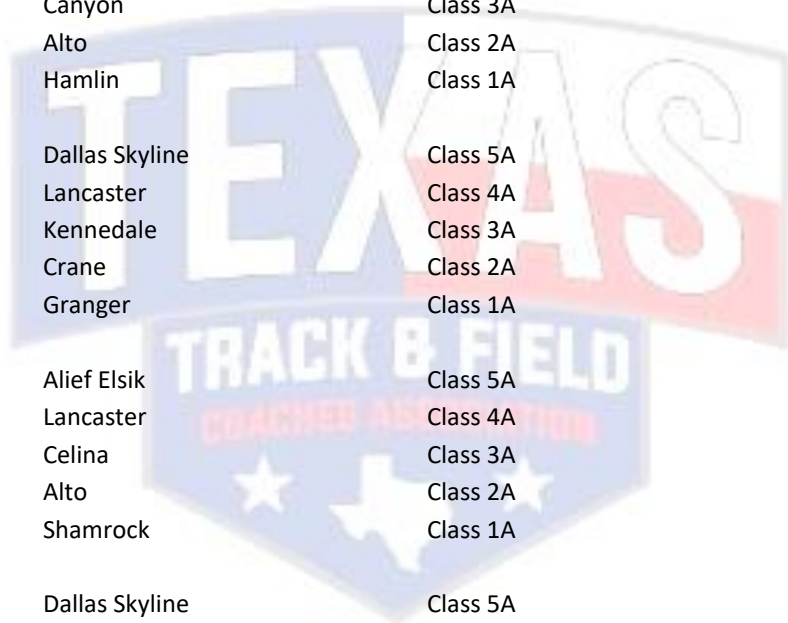 Canyon Class 3A
Alto Class 2A
Hamlin Class 1A
Dallas Skyline Class 5A
Lancaster Class 4A
Kennedale Class 3A
Crane Class 2A
Granger Class 1A
Alief Elsik Class 5A
Lancaster Class 4A
Celina Class 3A
Alto Class 2A
Shamrock Class 1A
Dallas Skyline Class 5A
TEXAS
TRACK & FIELD
COACHES ASSOCIATION